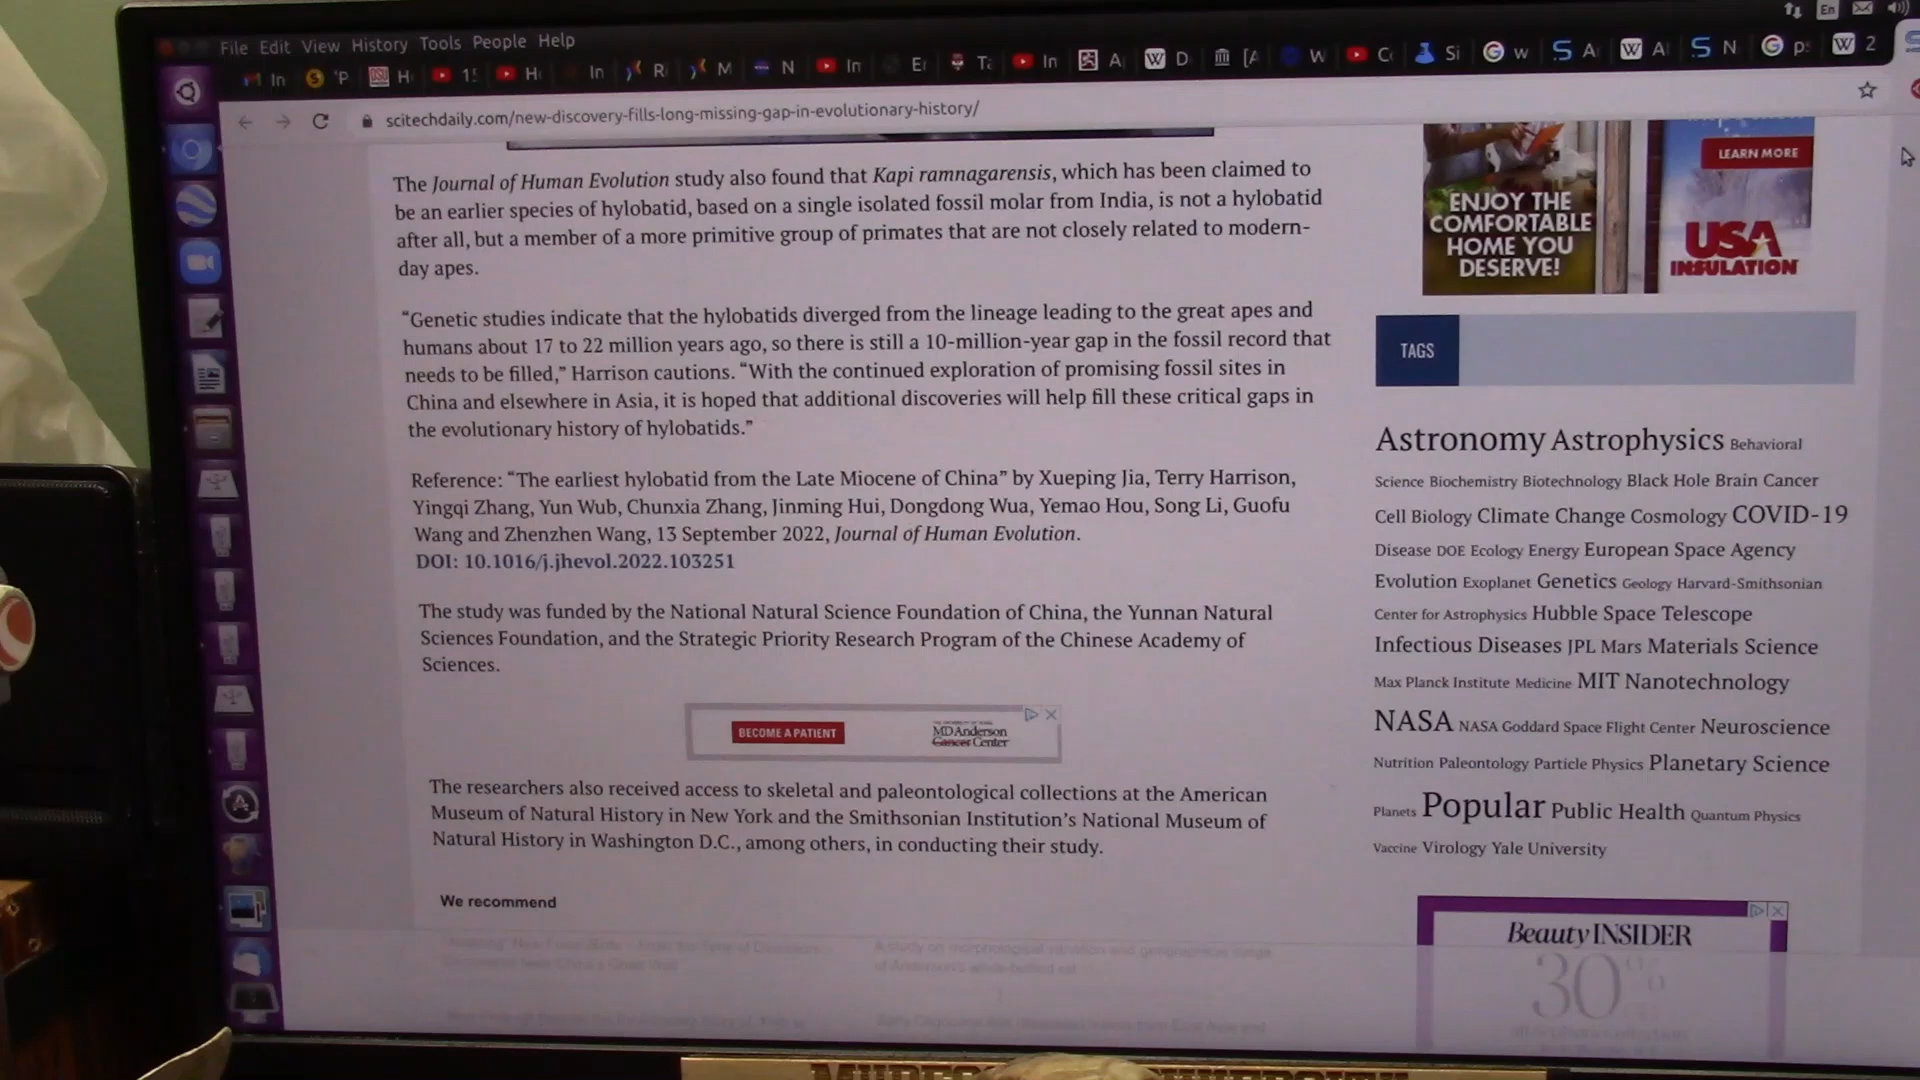 File Edit View History Tools People Help
En
In
'P
H
15
H
In
R
M
N
In
Er
Ta
In
A
W D
[A
W
Co
Si
G w
S A
W A
S N
G p
W 2
scitechdaily.com/new-discovery-fills-long-missing-gap-in-evolutionary-history/
The Journal of Human Evolution study also found that Kapi ramnagarensis, which has been claimed to
be an earlier species of hylobatid, based on a single isolated fossil molar from India, is not a hylobatid
after all, but a member of a more primitive group of primates that are not closely related to modern-
day apes.
“Genetic studies indicate that the hylobatids diverged from the lineage leading to the great apes and
humans about 17 to 22 million years ago, so there is still a 10-million-year gap in the fossil record that
needs to be filled,” Harrison cautions. “With the continued exploration of promising fossil sites in
China and elsewhere in Asia, it is hoped that additional discoveries will help fill these critical gaps in
the evolutionary history of hylobatids.”
Reference: “The earliest hylobatid from the Late Miocene of China” by Xueping Jia, Terry Harrison,
Yingqi Zhang, Yun Wub, Chunxia Zhang, Jinming Hui, Dongdong Wua, Yemao Hou, Song Li, Guofu
Wang and Zhenzhen Wang, 13 September 2022, Journal of Human Evolution.
DOI: 10.1016/j.jhevol.2022.103251
The study was funded by the National Natural Science Foundation of China, the Yunnan Natural
Sciences Foundation, and the Strategic Priority Research Program of the Chinese Academy of
Sciences.
BECOME A PATIENT
MD Anderson
Cancer Center
The researchers also received access to skeletal and paleontological collections at the American
Museum of Natural History in New York and the Smithsonian Institution’s National Museum of
Natural History in Washington D.C., among others, in conducting their study.
We recommend
ENJOY THE
COMFORTABLE
HOME YOU
DESERVE!
LEARN MORE
USA
INSULATION
TAGS
Astronomy Astrophysics Behavioral
Science Biochemistry Biotechnology Black Hole Brain Cancer
Cell Biology Climate Change Cosmology COVID-19
Disease DOE Ecology Energy European Space Agency
Evolution Exoplanet Genetics Geology Harvard-Smithsonian
Center for Astrophysics Hubble Space Telescope
Infectious Diseases JPL Mars Materials Science
Max Planck Institute Medicine MIT Nanotechnology
NASA NASA Goddard Space Flight Center Neuroscience
Nutrition Paleontology Particle Physics Planetary Science
Planets Popular Public Health Quantum Physics
Vaccine Virology Yale University
Beauty INSIDER
30%